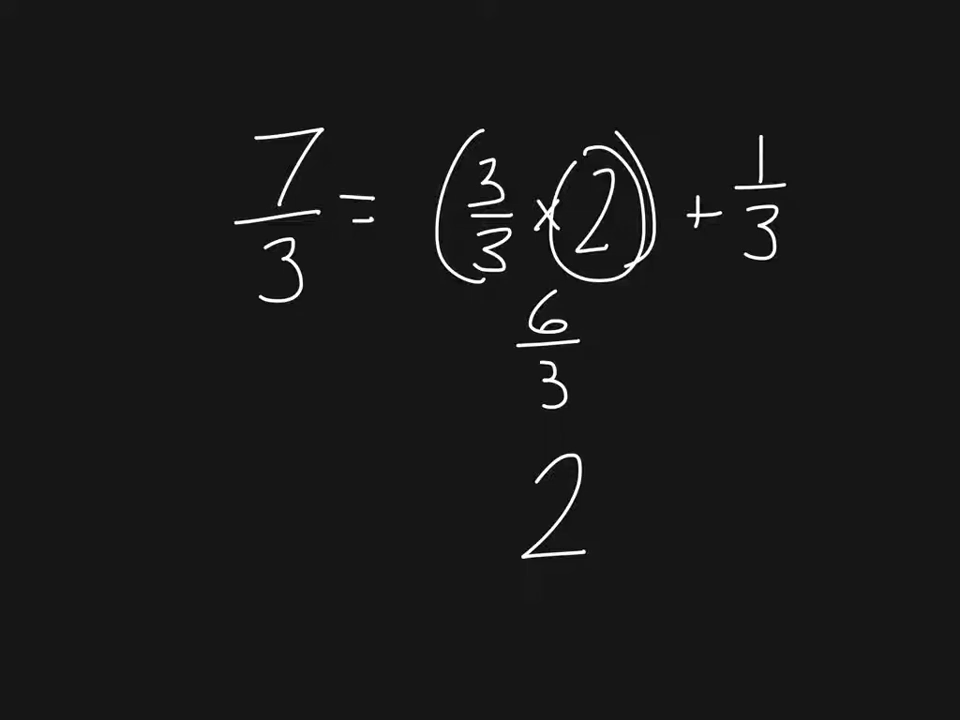 7/3 = (3/3 × 2) + 1/3
6/3
2